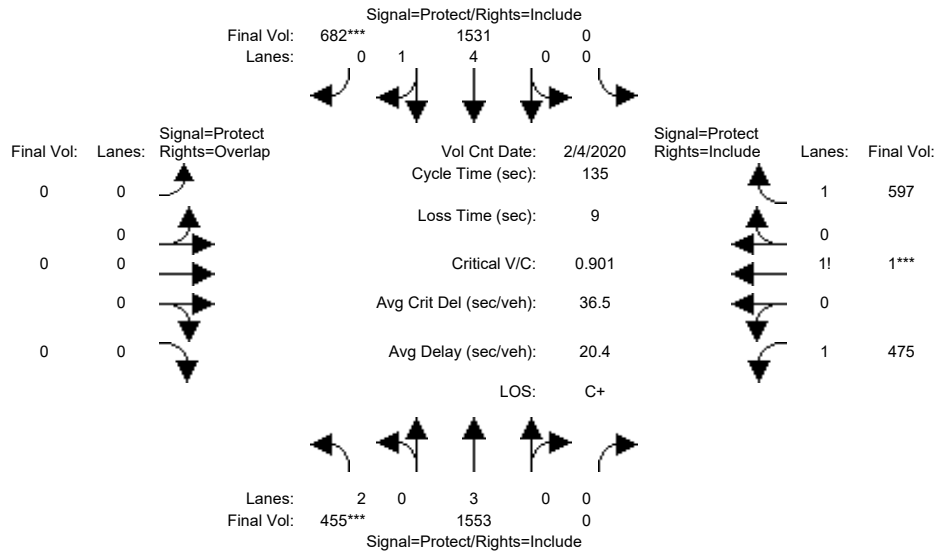 Signal=Protect/Rights=Include
Final Vol: 682*** 1531 0
Lanes: 0 1 4 0 0
Signal=Protect
Final Vol: Lanes: Rights=Overlap
Vol Cnt Date: 2/4/2020
Signal=Protect
Rights=Include Lanes: Final Vol:
Cycle Time (sec): 135
0 0
1 597
Loss Time (sec): 9
0
0
0 0
Critical V/C: 0.901
1! 1***
0
Avg Crit Del (sec/veh): 36.5
0
0 0
Avg Delay (sec/veh): 20.4
1 475
LOS: C+
Lanes: 2 0 3 0 0
Final Vol: 455*** 1553 0
Signal=Protect/Rights=Include